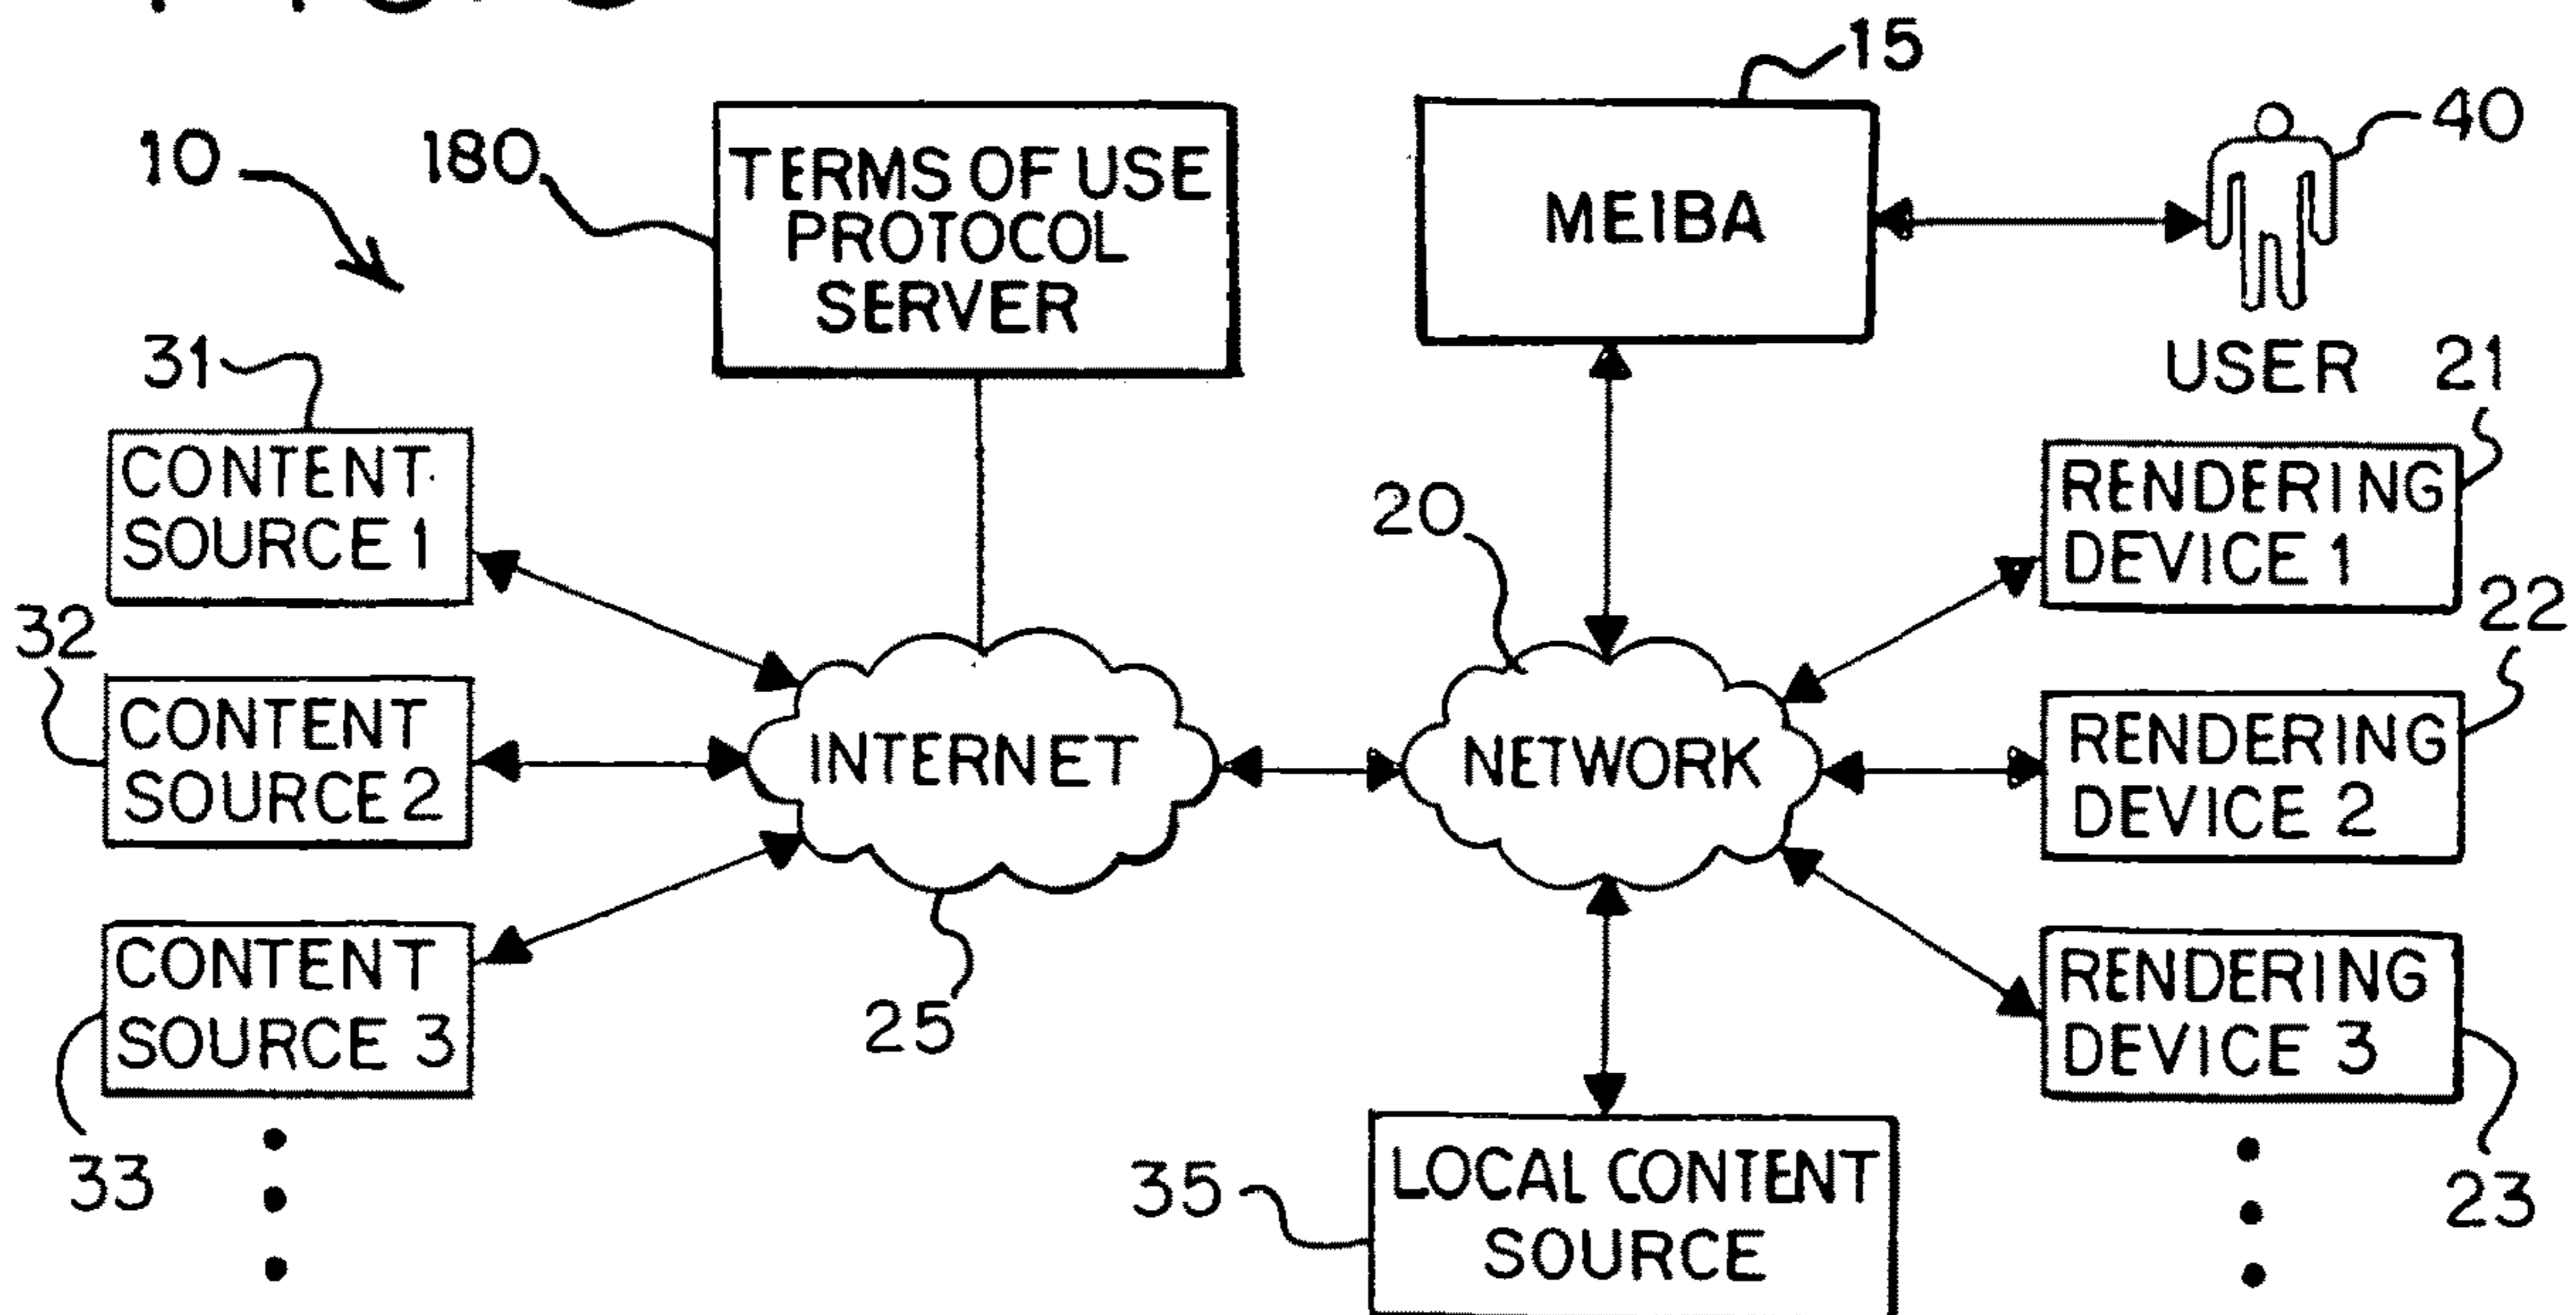 15
10
180
TERMS OF USE
PROTOCOL
SERVER
MEIBA
40
USER
21
31
CONTENT
SOURCE 1
20
RENDERING
DEVICE 1
32
22
CONTENT
SOURCE 2
INTERNET
NETWORK
RENDERING
DEVICE 2
CONTENT
SOURCE 3
25
RENDERING
DEVICE 3
33
35
LOCAL CONTENT
SOURCE
23